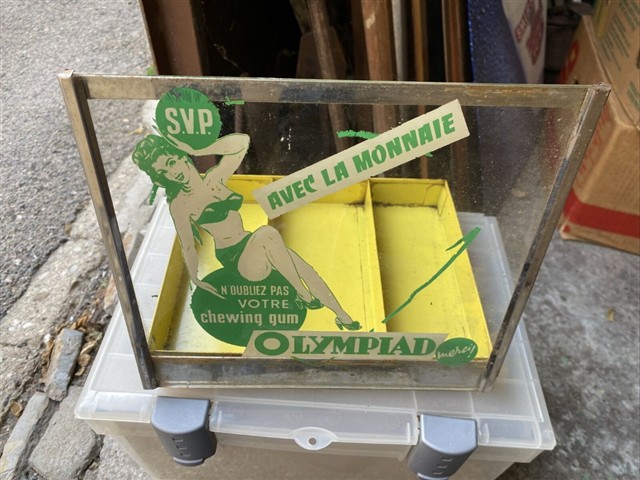 S.V.P.
AVEC LA MONNAIE
N'OUBLIEZ PAS
VOTRE
chewing gum
OLYMPIAD
merci!